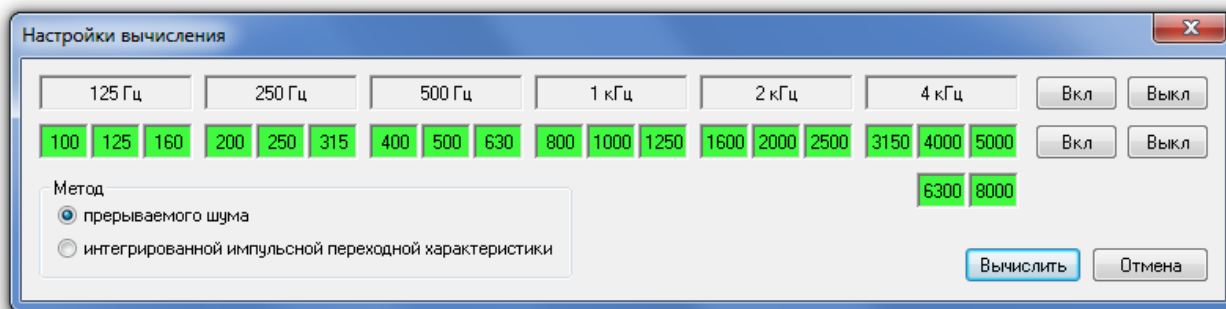 Настройки вычисления
125 Гц 250 Гц 500 Гц 1 кГц 2 кГц 4 кГц Вкл Выкл
100 125 160 200 250 315 400 500 630 800 1000 1250 1600 2000 2500 3150 4000 5000 Вкл Выкл
6300 8000
Метод
прерываемого шума
интегрированной импульсной переходной характеристики
Вычислить Отмена